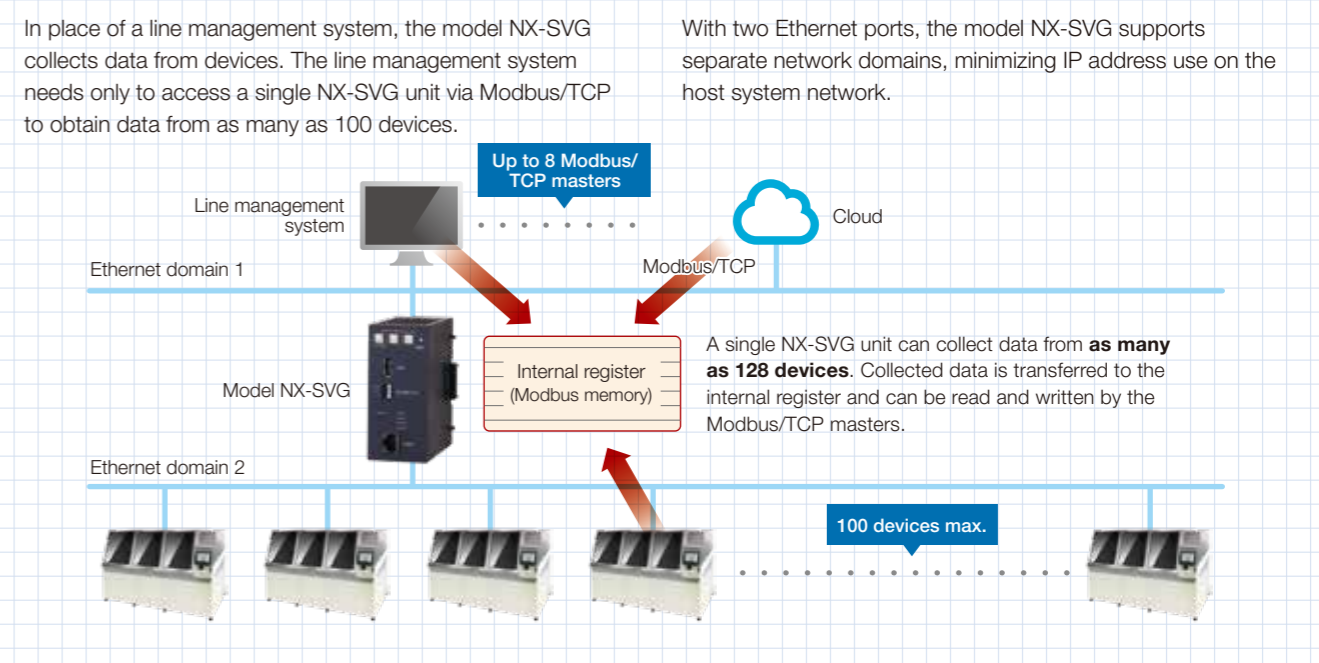 In place of a line management system, the model NX-SVG
collects data from devices. The line management system
needs only to access a single NX-SVG unit via Modbus/TCP
to obtain data from as many as 100 devices.
With two Ethernet ports, the model NX-SVG supports
separate network domains, minimizing IP address use on the
host system network.
Up to 8 Modbus/
TCP masters
Line management
system
Cloud
Ethernet domain 1
Modbus/TCP
Model NX-SVG
Internal register
(Modbus memory)
A single NX-SVG unit can collect data from as many
as 128 devices. Collected data is transferred to the
internal register and can be read and written by the
Modbus/TCP masters.
Ethernet domain 2
100 devices max.